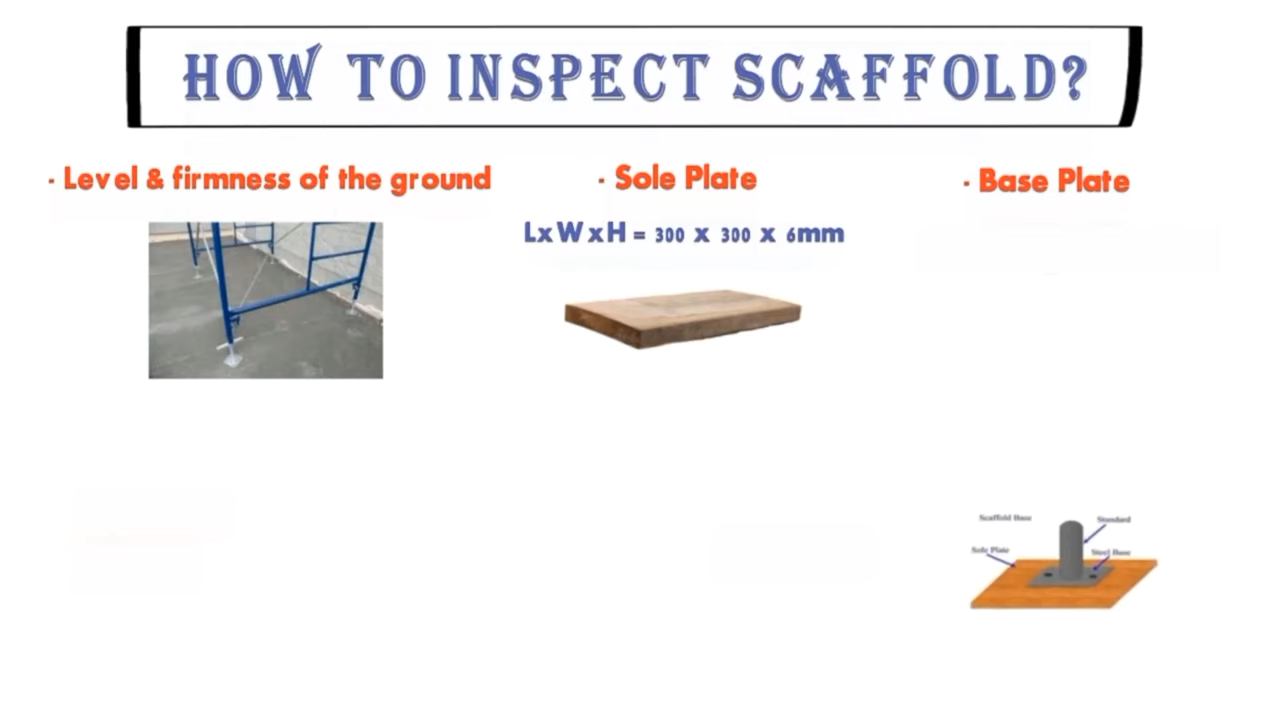 HOW TO INSPECT SCAFFOLD?
- Level & firmness of the ground
- Sole Plate
- Base Plate
LxWxH = 300 x 300 x 6mm
Scaffold Base
Standard
Sole Plate
Steel Base